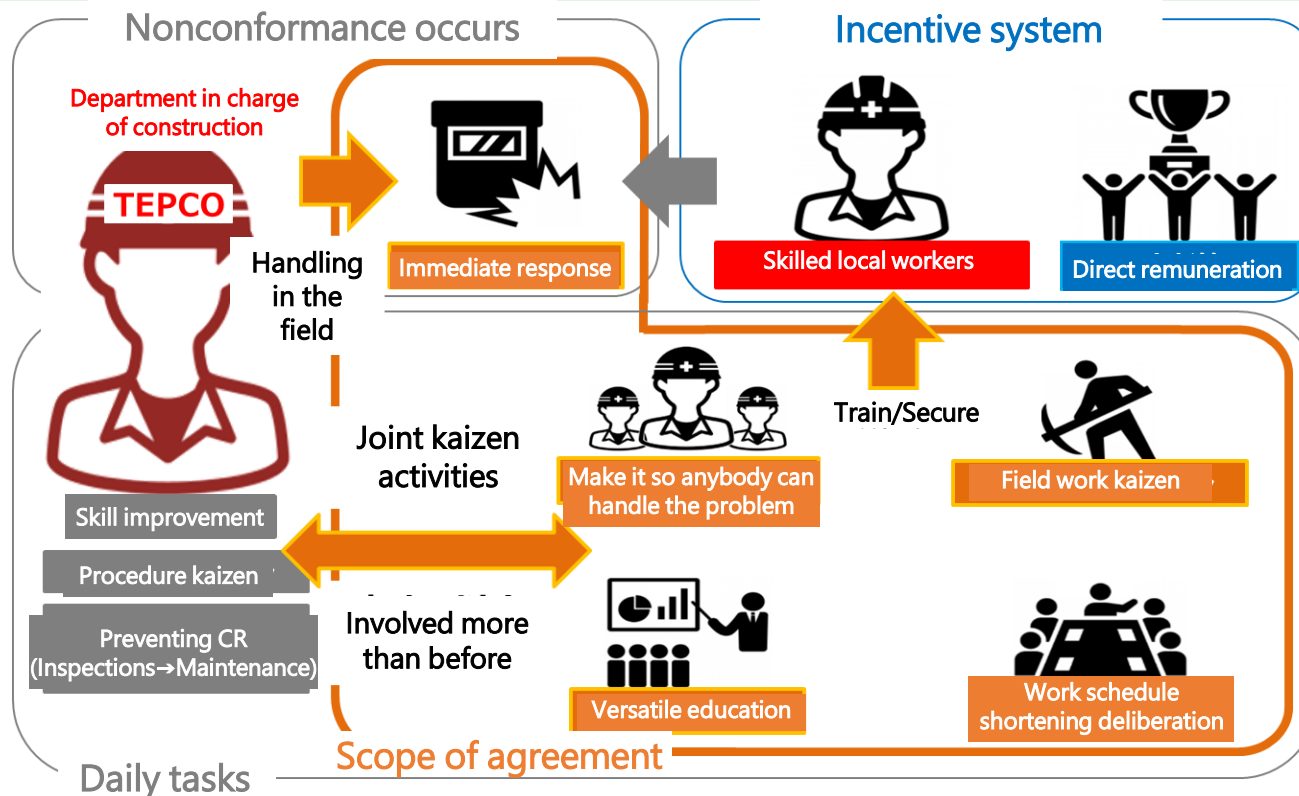 Nonconformance occurs
Incentive system
Department in charge
of construction
TEPCO
Handling
in the
field
Immediate response
Skilled local workers
Direct remuneration
Joint kaizen
activities
Make it so anybody can
handle the problem
Train/Secure
Field work kaizen
Skill improvement
Procedure kaizen
Preventing CR
(Inspections→Maintenance)
Involved more
than before
Versatile education
Work schedule
shortening deliberation
Scope of agreement
Daily tasks